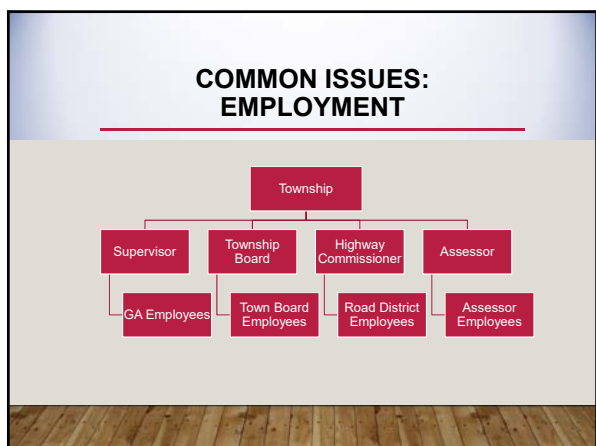 COMMON ISSUES:
EMPLOYMENT
Township
Supervisor
Township
Board
Highway
Commissioner
Assessor
GA Employees
Town Board
Employees
Road District
Employees
Assessor
Employees